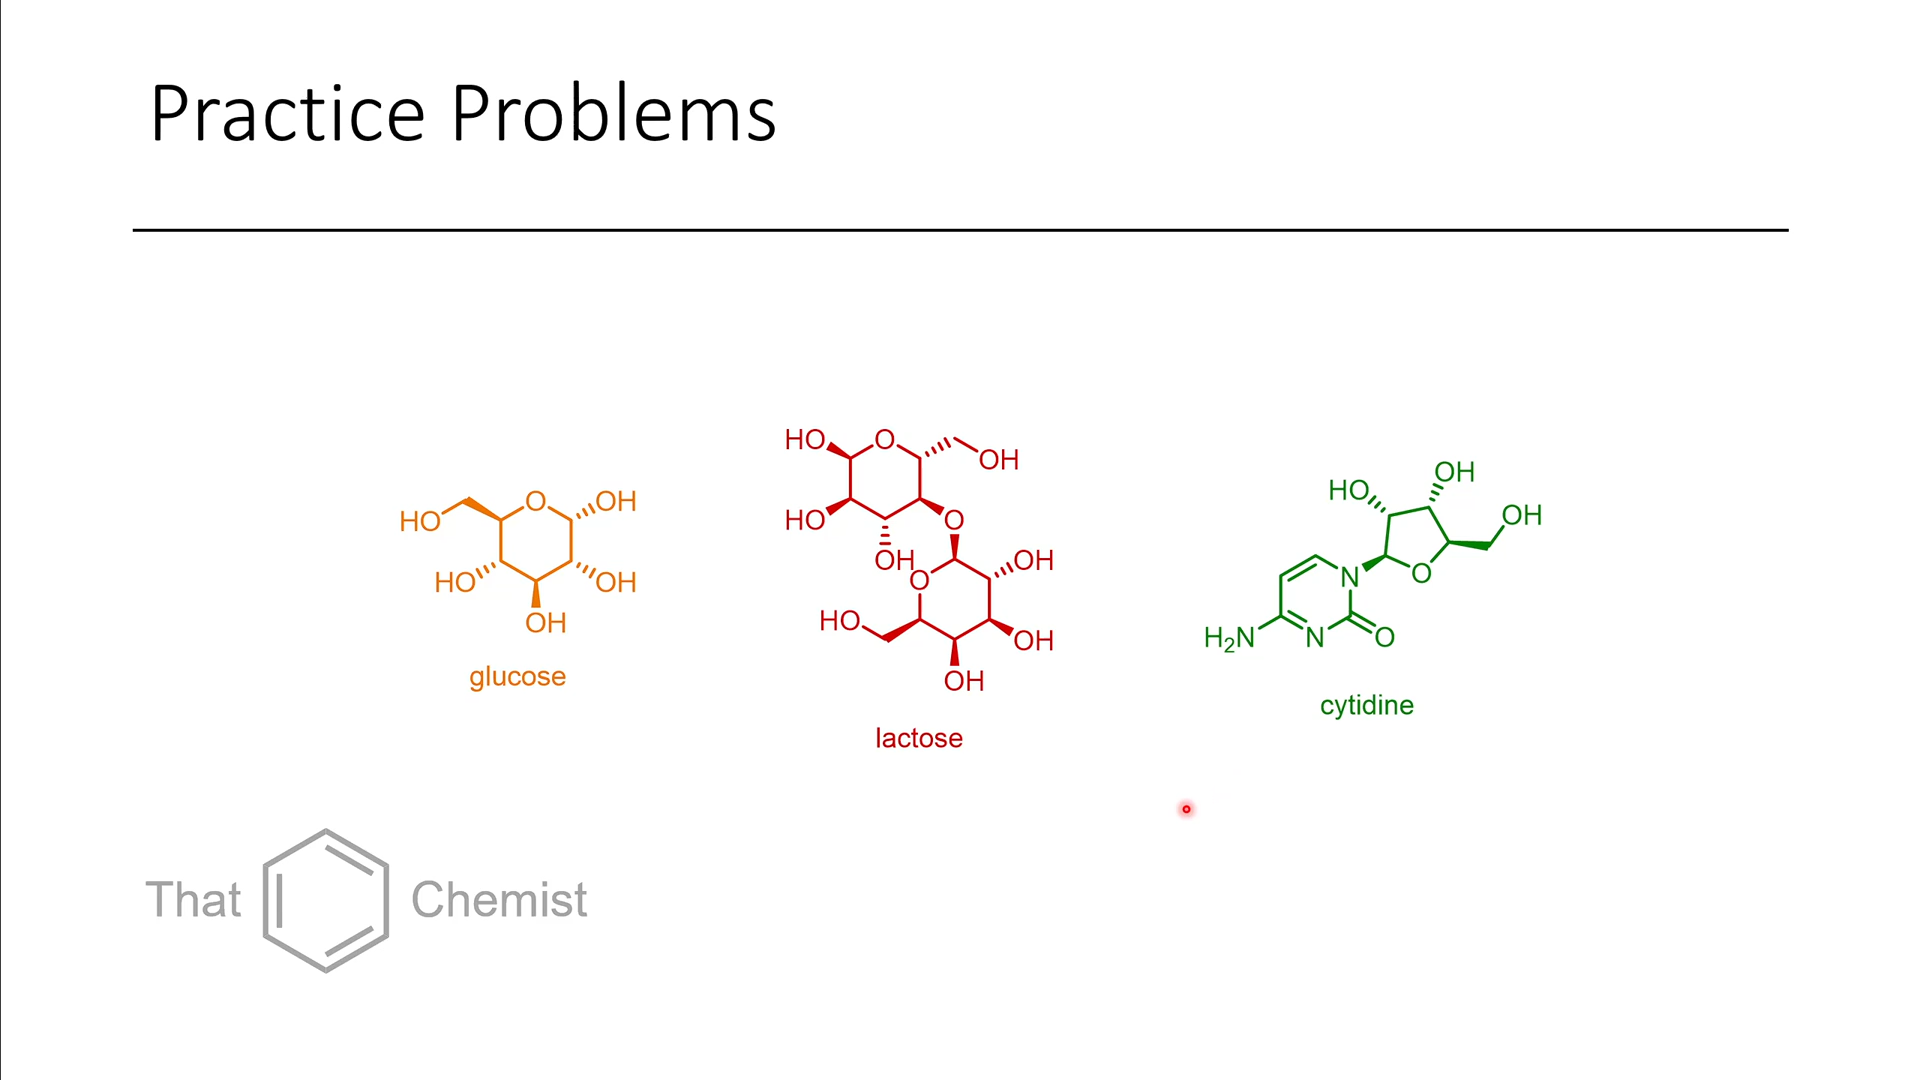 Practice Problems
HO O OH
HO OH
OH
glucose
HO O OH
HO O
OH O OH
HO OH
OH
lactose
HO OH
OH
N O
H2N N O
cytidine
That Chemist